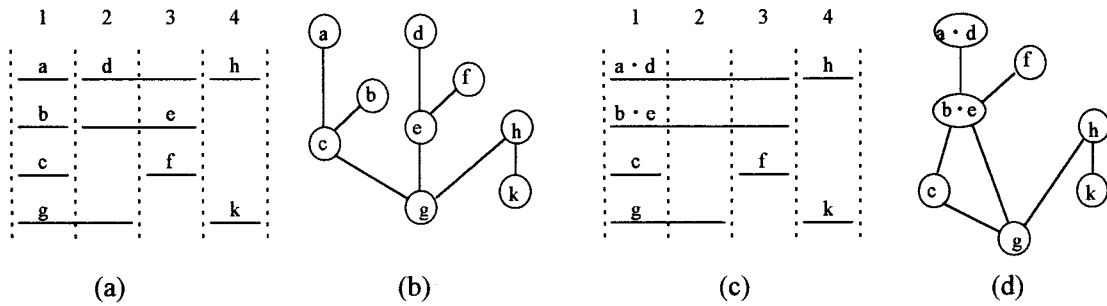 1 2 3 4
a d h
b e
c f
g k
(a)
a
d
b
f
c
e
h
g
k
(b)
1 2 3 4
a · d h
b · e
c f
g k
(c)
a · d
f
b · e
h
c
k
g
(d)